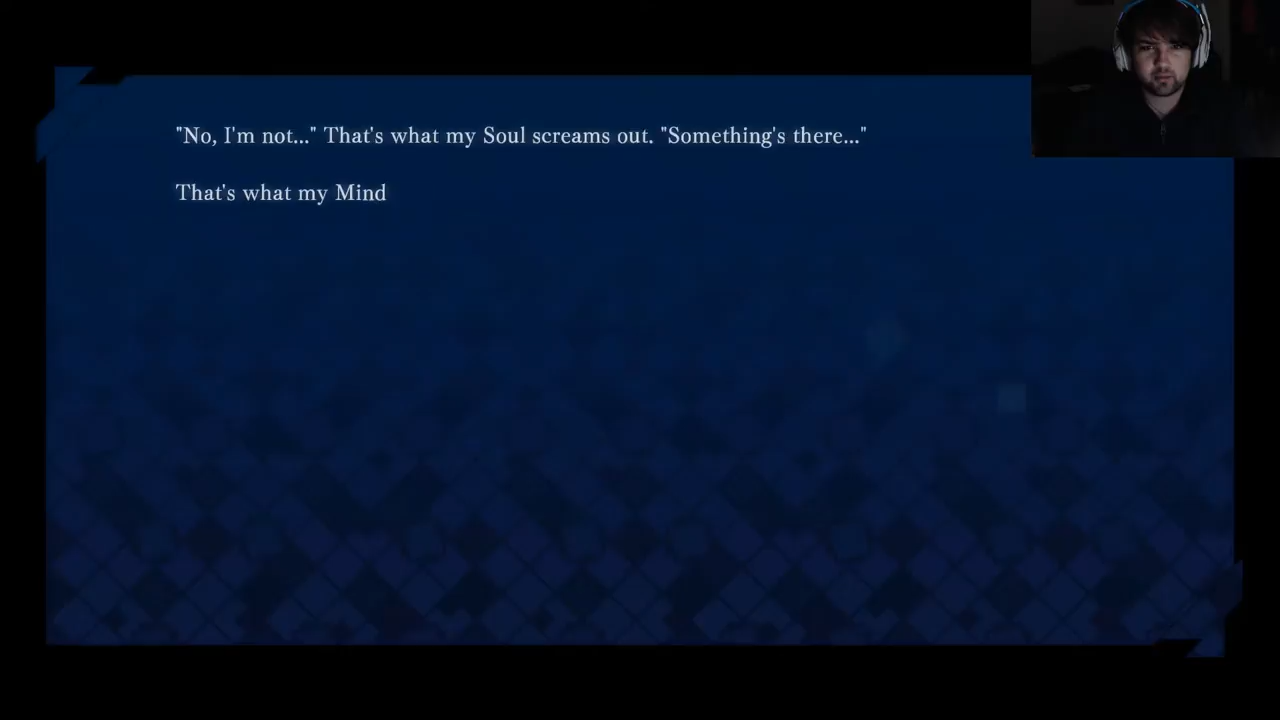 "No, I'm not..." That's what my Soul screams out. "Something's there..."
That's what my Mind